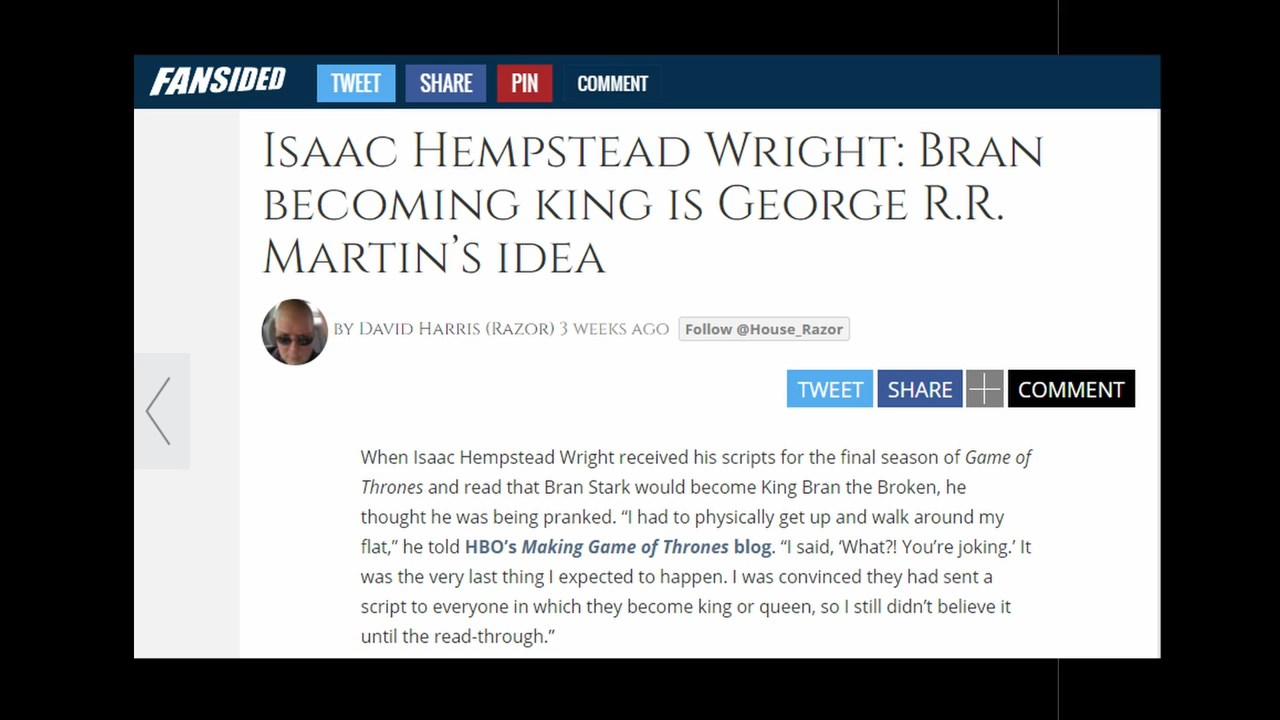 FANSIDED TWEET SHARE PIN COMMENT
Isaac Hempstead Wright: Bran
becoming king is George R.R.
Martin’s idea
by David Harris (Razor) 3 weeks ago Follow @House_Razor
TWEET SHARE COMMENT
When Isaac Hempstead Wright received his scripts for the final season of Game of
Thrones and read that Bran Stark would become King Bran the Broken, he
thought he was being pranked. “I had to physically get up and walk around my
flat,” he told HBO’s Making Game of Thrones blog. “I said, ‘What?! You’re joking.’ It
was the very last thing I expected to happen. I was convinced they had sent a
script to everyone in which they become king or queen, so I still didn’t believe it
until the read-through.”